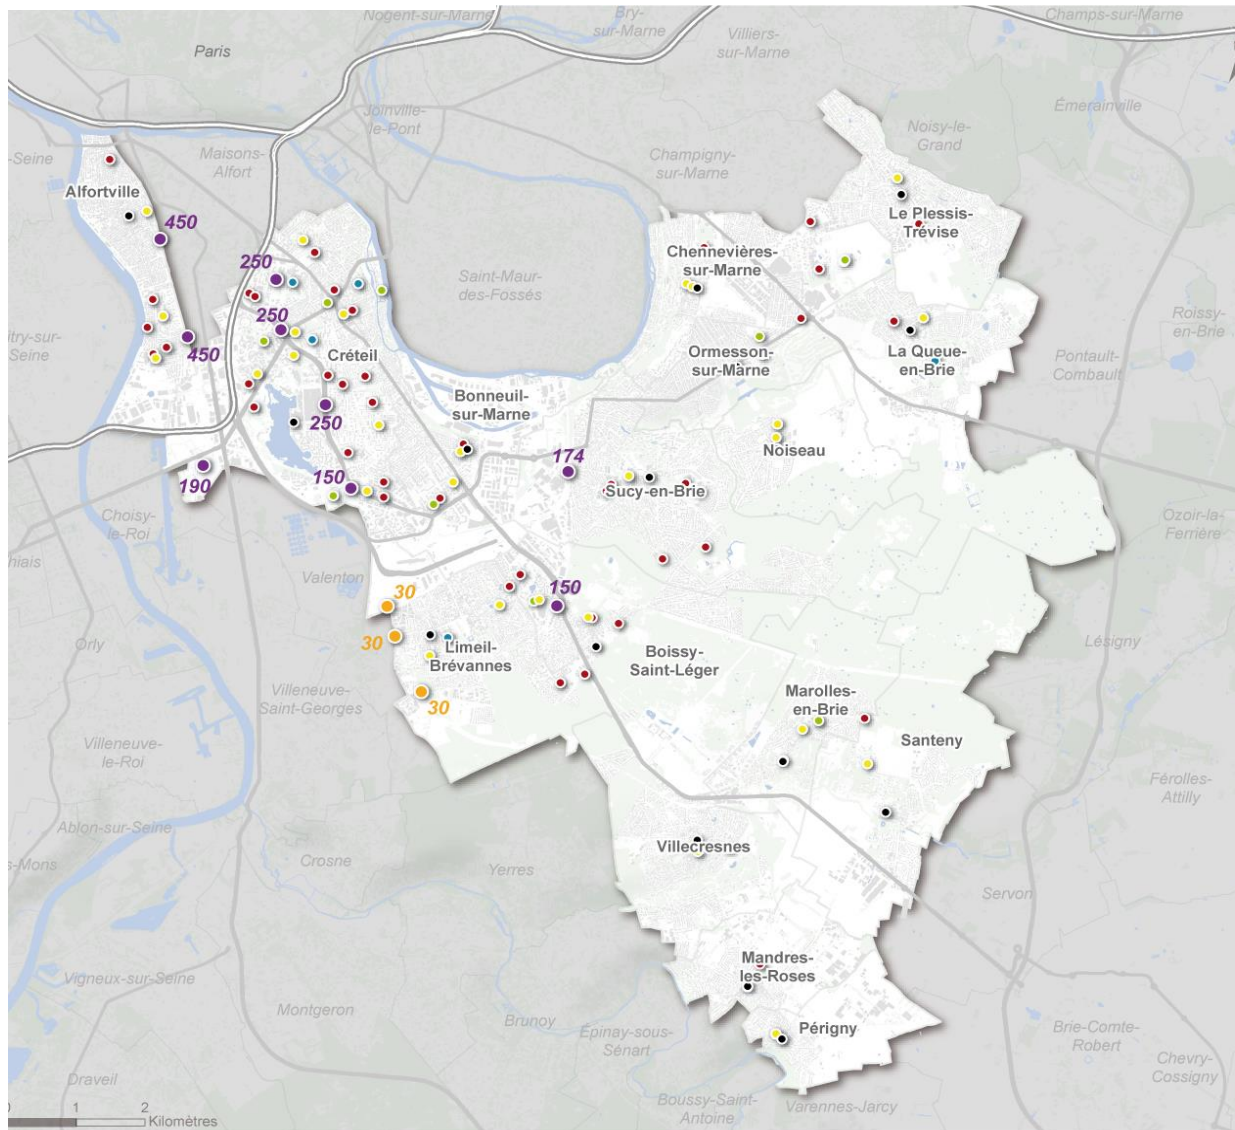 Nogent-sur-Marne
Bry-
sur-Marne
Champs-sur-Marne
Paris
Villiers-
sur-Marne
Joinville-
le-Pont
Émerainville
Noisy-le-
Grand
-Seine
Maisons-
Alfort
Champigny-
sur-Marne
Alfortville
450
Le Plessis-
Trévise
250
Chennevières-
sur-Marne
Saint-Maur-
des-Fossés
Roissy-
en-Brie
itry-sur-
Seine
250
450
Créteil
Ormesson-
sur-Marne
La Queue-
en-Brie
Pontault-
Combault
Bonneuil-
sur-Marne
250
Noiseau
174
190
150
Sucy-en-Brie
Choisy-
le-Roi
Ozoir-la-
Ferrière
hiais
Valenton
30
150
30
Orly
Limeil-
Brévannes
Boissy-
Saint-Léger
Lésigny
Villeneuve-
Saint-Georges
30
Marolles-
en-Brie
Santeny
Villeneuve-
le-Roi
Férolles-
Attilly
Ablon-sur-Seine
Villecresnes
s-Mons
Crosne
Yerres
Servon
Mandres-
les-Roses
Vigneux-sur-Seine
Montgeron
Brunoy
Épinay-sous-
Sénart
Périgny
Brie-Comte-
Robert
Chevry-
Cossigny
Draveil
Boussy-Saint-
Antoine
Varennes-Jarcy
0 1 2
Kilomètres